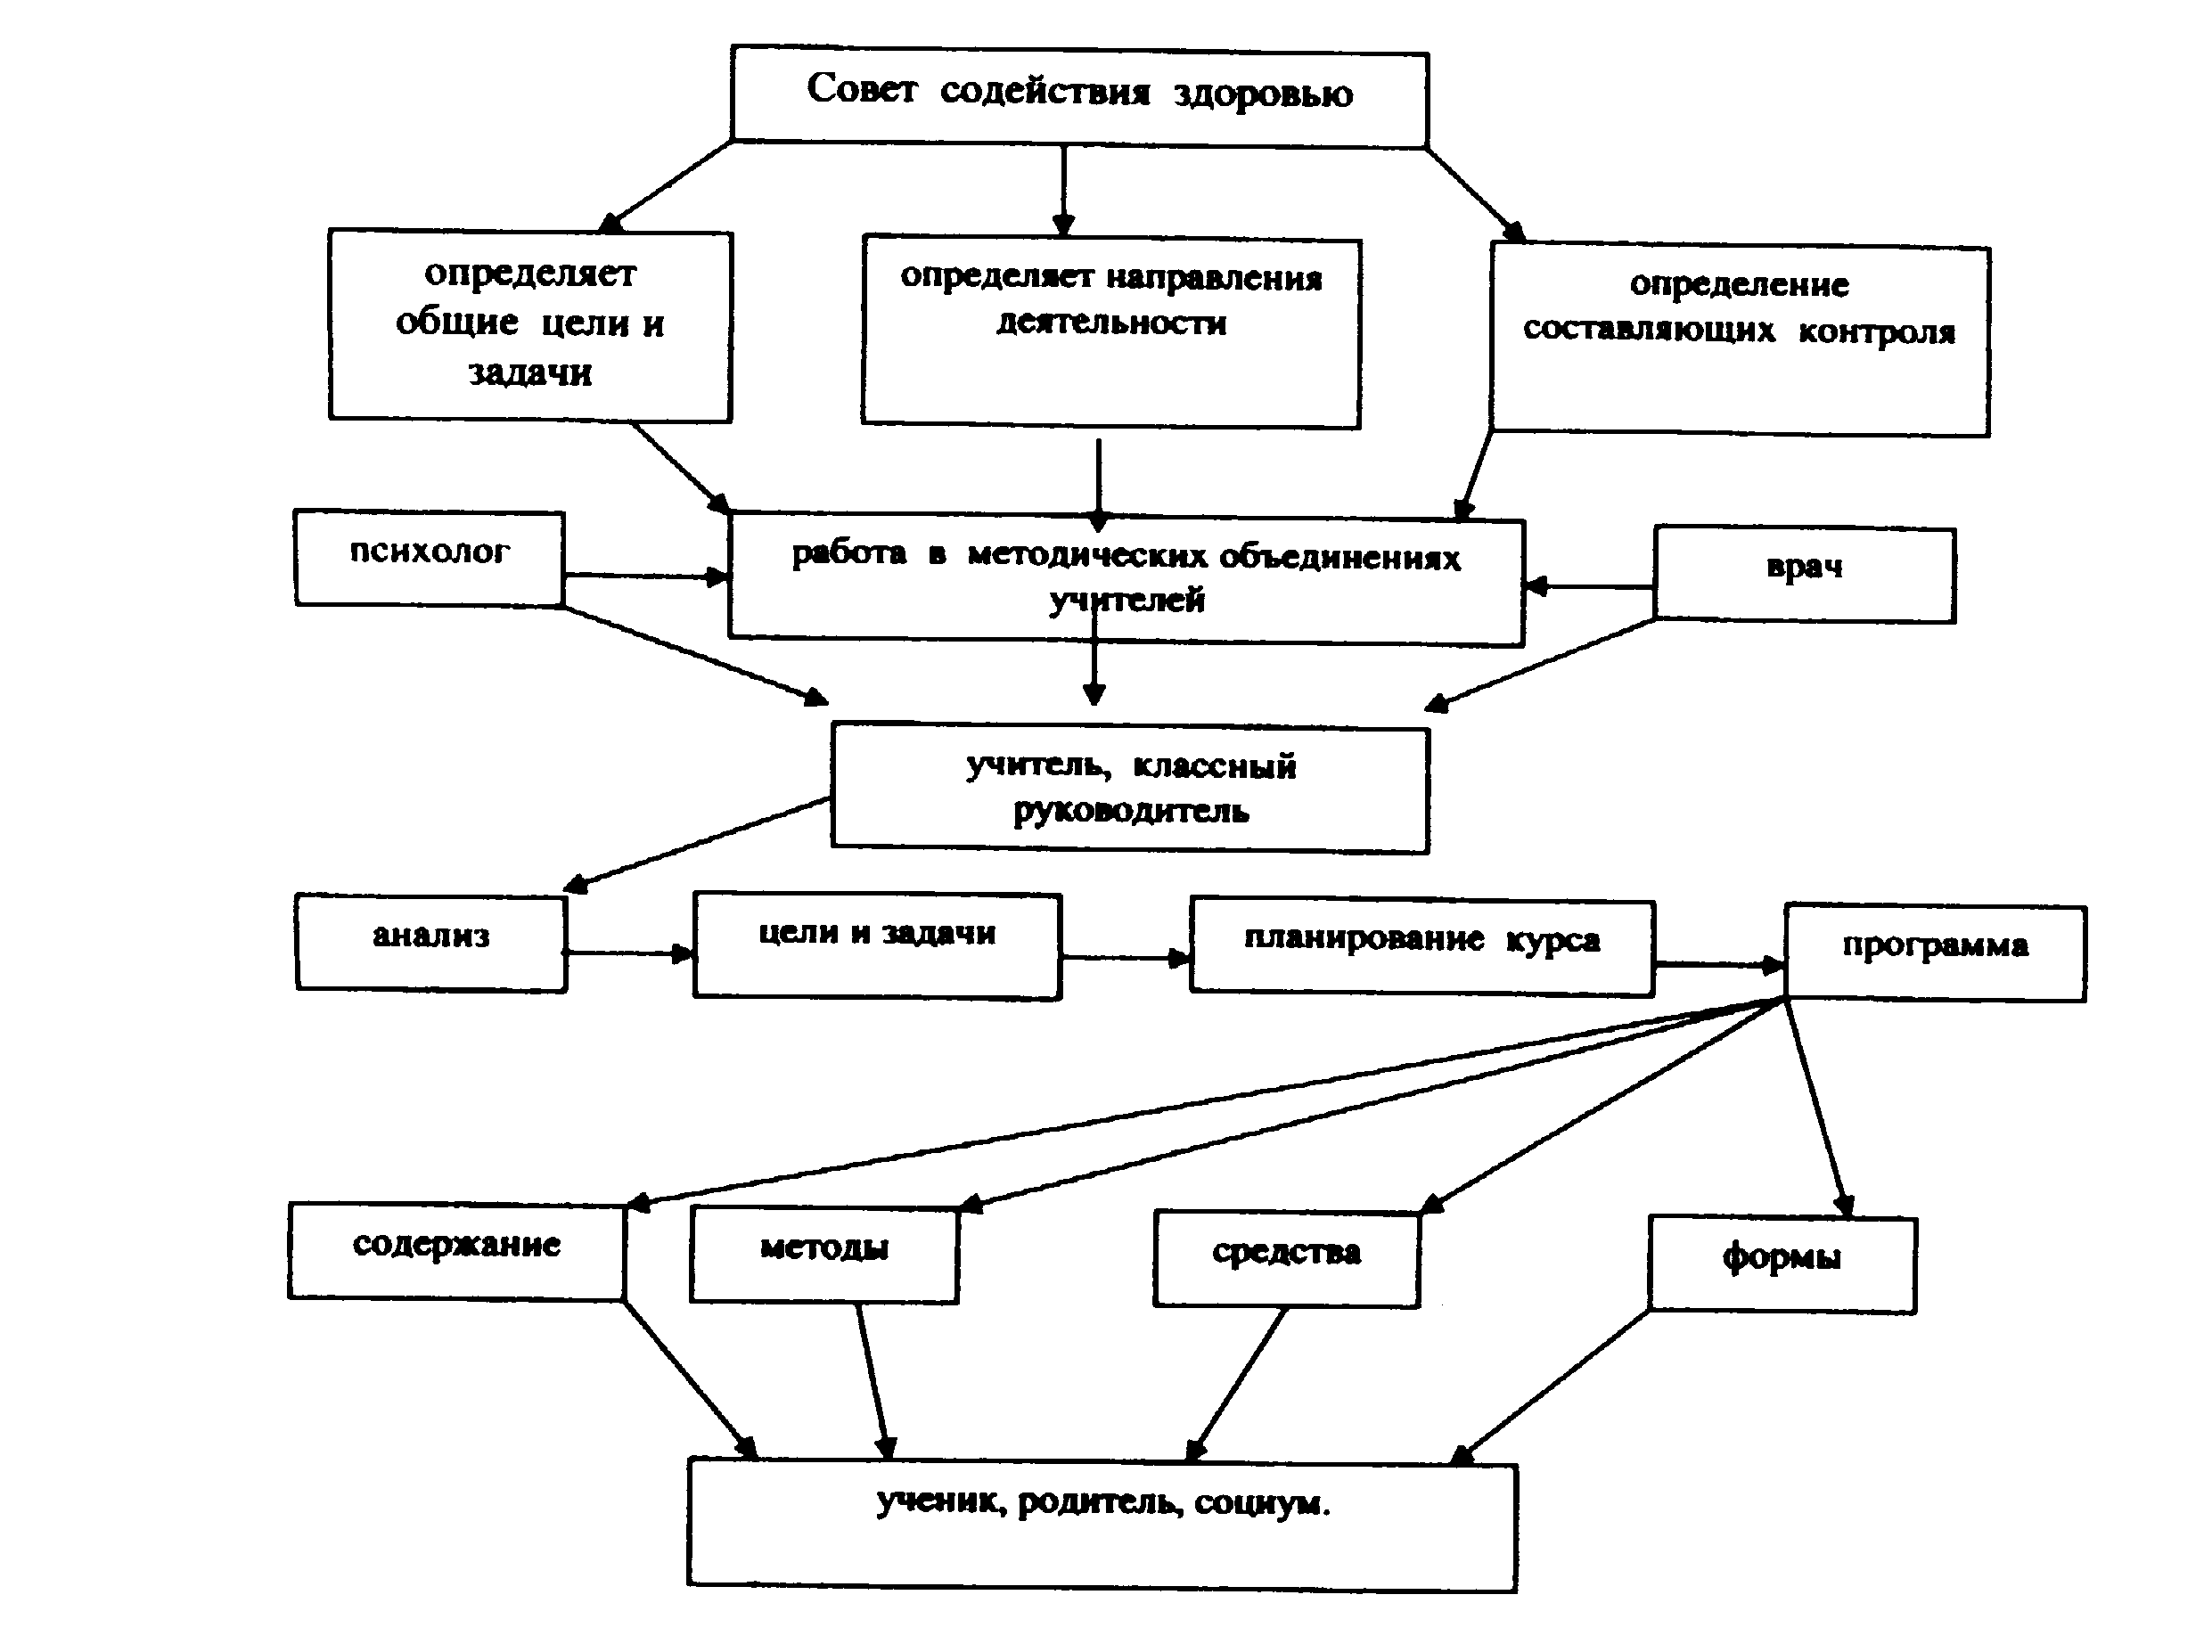 Совет содействия здоровью
определяет
общие цели и
задачи
определяет направления
деятельности
определение
составляющих контроля
психолог
работа в методических объединениях
учителей
врач
учитель, классный
руководитель
анализ
цели и задачи
планирование курса
программа
содержание
методы
средства
формы
ученик, родитель, социум.